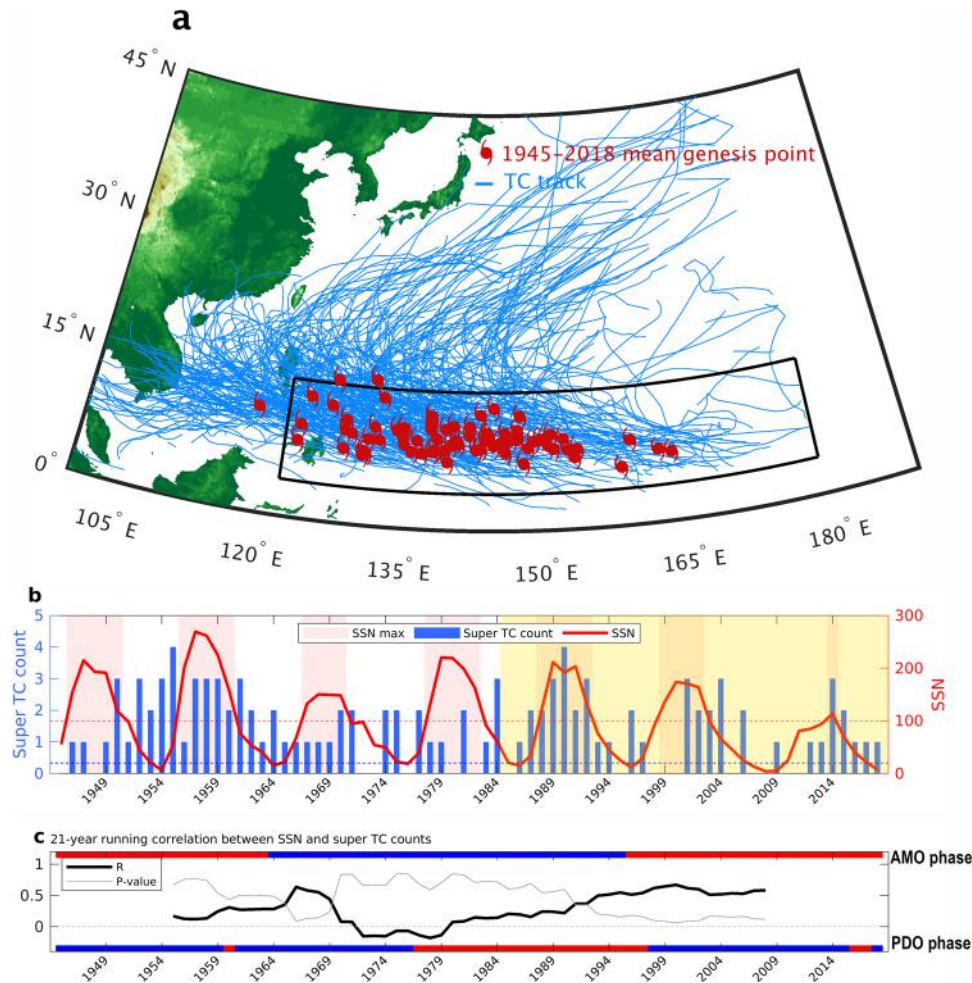 a
45° N
30° N
15° N
0°
105° E
120° E
135° E
150° E
165° E
180° E
1945-2018 mean genesis point
TC track
b
Super TC count
5
4
3
2
1
0
SSN max
Super TC count
SSN
300
200
100
0
SSN
1949
1954
1959
1964
1969
1974
1979
1984
1989
1994
1999
2004
2009
2014
c 21-year running correlation between SSN and super TC counts
R
P-value
1
0.5
0
AMO phase
PDO phase
1949
1954
1959
1964
1969
1974
1979
1984
1989
1994
1999
2004
2009
2014